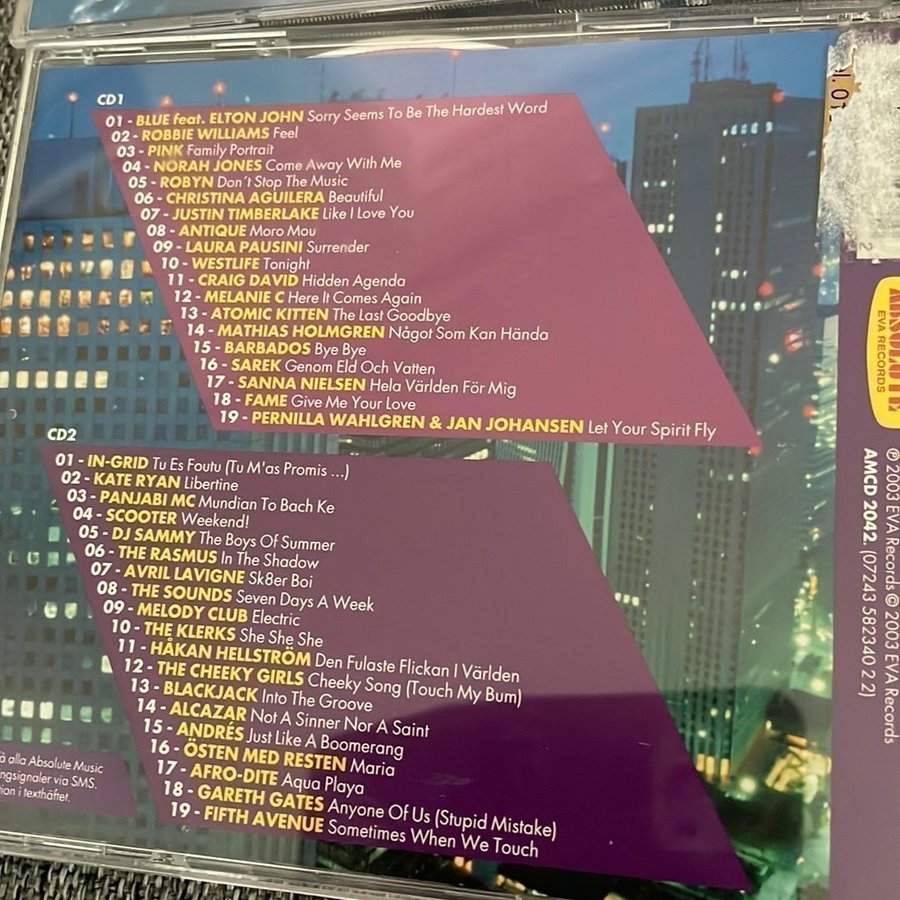 CD1
01 - BLUE feat. ELTON JOHN Sorry Seems To Be The Hardest Word
02 - ROBBIE WILLIAMS Feel
03 - PINK Family Portrait
04 - NORAH JONES Come Away With Me
05 - ROBYN Don´t Stop The Music
06 - CHRISTINA AGUILERA Beautiful
07 - JUSTIN TIMBERLAKE Like I Love You
08 - ANTIQUE Moro Mou
09 - LAURA PAUSINI Surrender
10 - WESTLIFE Tonight
11 - CRAIG DAVID Hidden Agenda
12 - MELANIE C Here It Comes Again
13 - ATOMIC KITTEN The Last Goodbye
14 - MATHIAS HOLMGREN Något Som Kan Hända
15 - BARBADOS Bye Bye
16 - SAREK Genom Eld Och Vatten
17 - SANNA NIELSEN Hela Världen För Mig
18 - FAME Give Me Your Love
19 - PERNILLA WAHLGREN & JAN JOHANSEN Let Your Spirit Fly
CD2
01 - IN-GRID Tu Es Foutu (Tu M'as Promis ...)
02 - KATE RYAN Libertine
03 - PANJABI MC Mundian To Bach Ke
04 - SCOOTER Weekend!
05 - DJ SAMMY The Boys Of Summer
06 - THE RASMUS In The Shadow
07 - AVRIL LAVIGNE Sk8er Boi
08 - THE SOUNDS Seven Days A Week
09 - MELODY CLUB Electric
10 - THE KLERKS She She She
11 - HÅKAN HELLSTRÖM Den Fulaste Flickan I Världen
12 - THE CHEEKY GIRLS Cheeky Song (Touch My Bum)
13 - BLACKJACK Into The Groove
14 - ALCAZAR Not A Sinner Nor A Saint
15 - ANDRÉS Just Like A Boomerang
16 - ÖSTEN MED RESTEN Maria
17 - AFRO-DITE Aqua Playa
18 - GARETH GATES Anyone Of Us (Stupid Mistake)
19 - FIFTH AVENUE Sometimes When We Touch
alla Absolute Music
via SMS.
i texthäftet.
ABSOLUTE
EVA RECORDS
℗ 2003 EVA Records © 2003 EVA Records
AMCD 2042. (07243 582340 2 2)
2